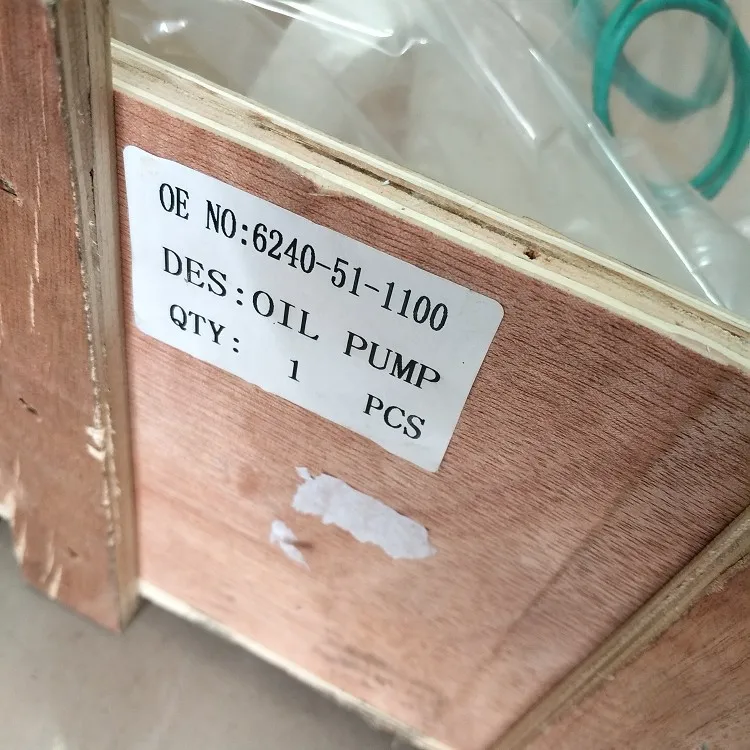 OE NO:6240-51-1100
DES:OIL PUMP
QTY: 1 PCS